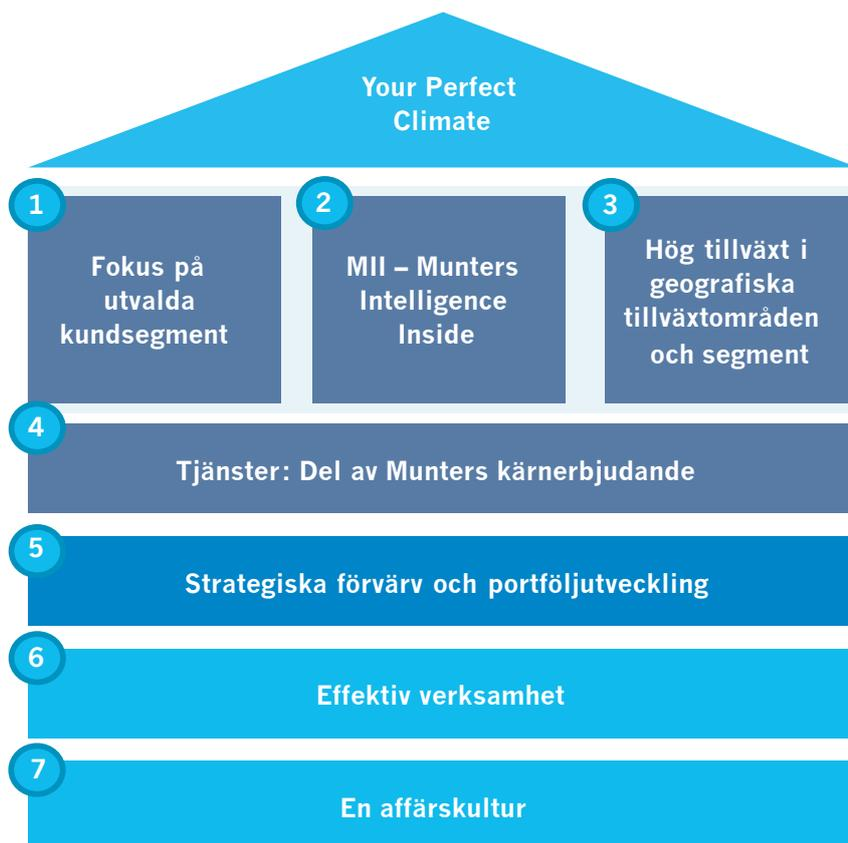 Your Perfect
Climate
1
Fokus på
utvalda
kundsegment
2
MII – Munters
Intelligence
Inside
3
Hög tillväxt i
geografiska
tillväxtområden
och segment
4
Tjänster: Del av Munters kärnerbjudande
5
Strategiska förvärv och portföljutveckling
6
Effektiv verksamhet
7
En affärskultur